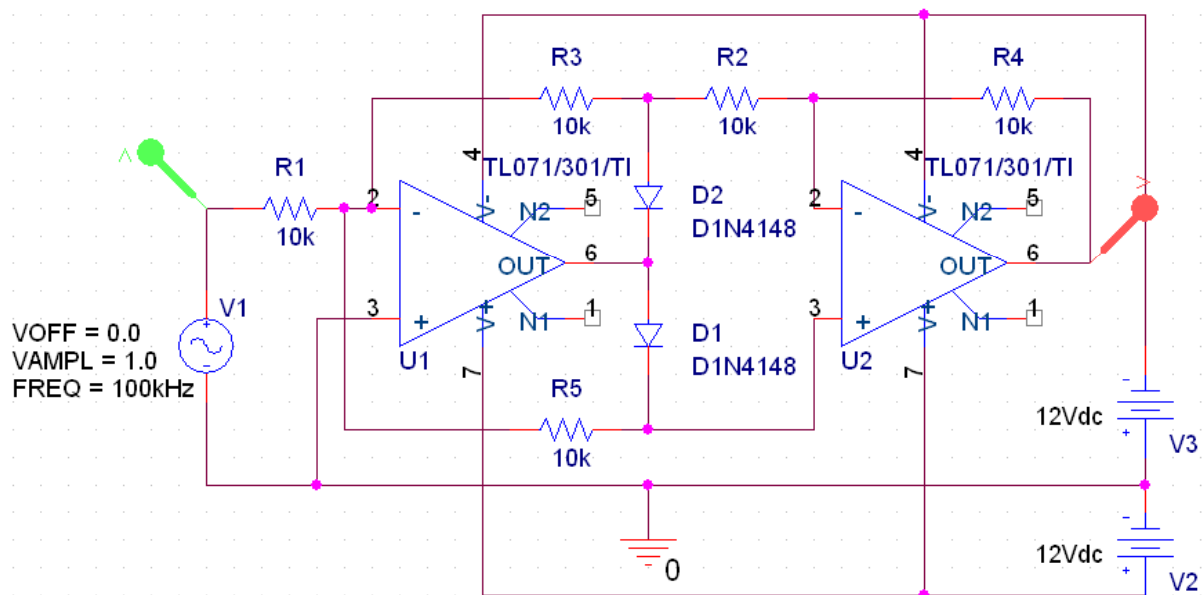 R3
R2
R4
10k
10k
10k
4
TL071/301/TI
4
TL071/301/TI
V
R1
2
-
V-
N2
5
D2
D1N4148
2
-
V-
N2
5
V
10k
OUT
6
OUT
6
V1
3
+
V+
N1
1
D1
D1N4148
3
+
V+
N1
1
VOFF = 0.0
VAMPL = 1.0
FREQ = 100kHz
U1
7
R5
U2
7
12Vdc
V3
10k
0
12Vdc
V2